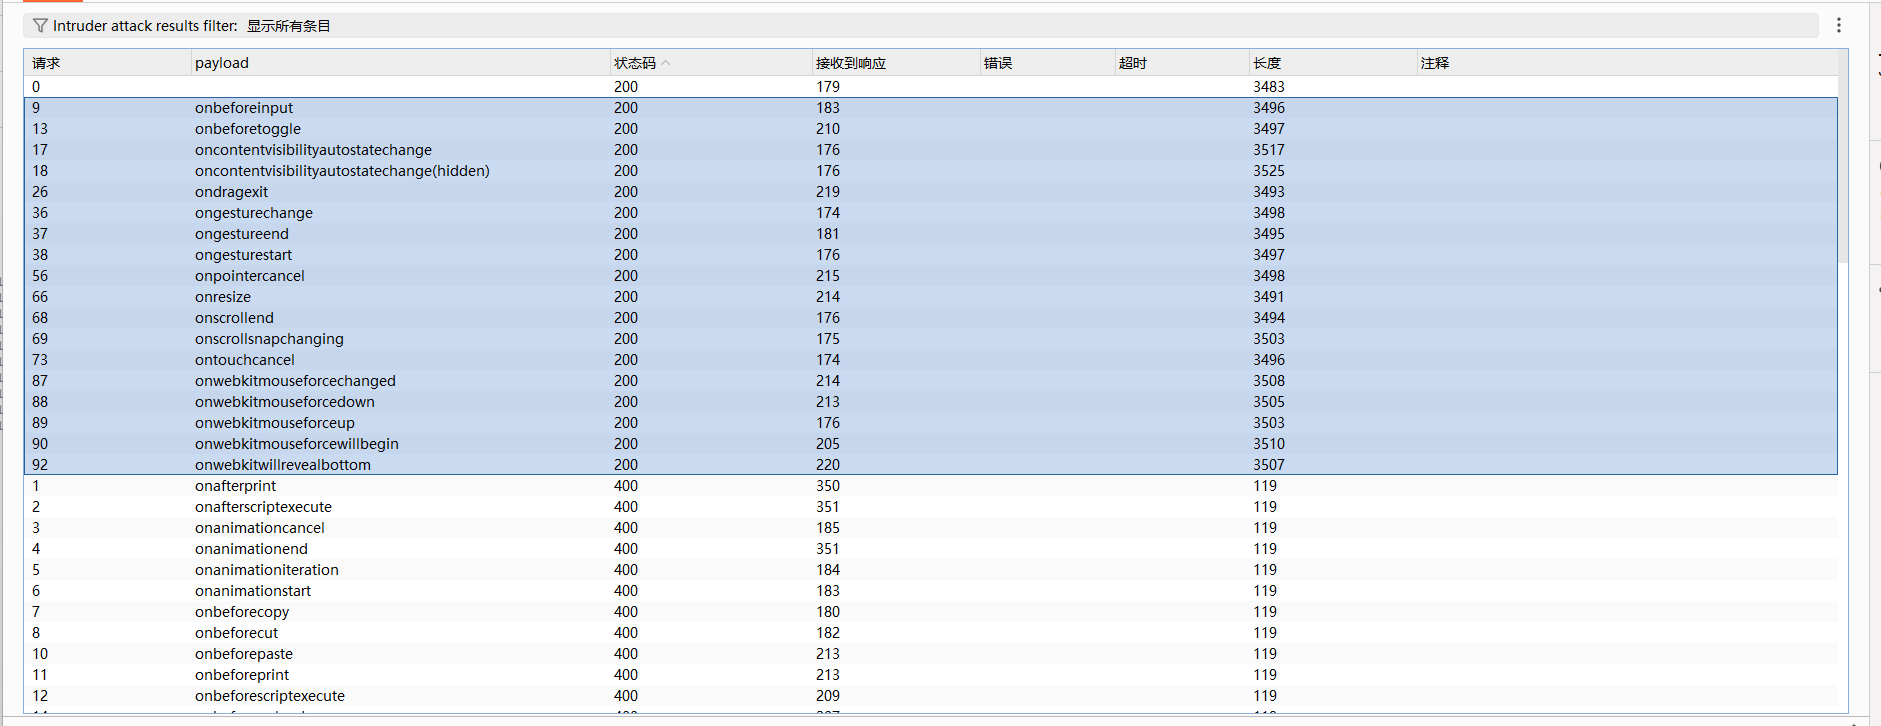 Intruder attack results filter: 显示所有条目
请求 payload 状态码 接收到响应 错误 超时 长度 注释
0 200 179 3483
9 onbeforeinput 200 183 3496
13 onbeforetoggle 200 210 3497
17 oncontentvisibilityautostatechange 200 176 3517
18 oncontentvisibilityautostatechange(hidden) 200 176 3525
26 ondragexit 200 219 3493
36 ongesturechange 200 174 3498
37 ongestureend 200 181 3495
38 ongesturestart 200 176 3497
56 onpointercancel 200 215 3498
66 onresize 200 214 3491
68 onscrollend 200 176 3494
69 onscrollsnapchanging 200 175 3503
73 ontouchcancel 200 174 3496
87 onwebkitmouseforcechanged 200 214 3508
88 onwebkitmouseforcedown 200 213 3505
89 onwebkitmouseforceup 200 176 3503
90 onwebkitmouseforcewillbegin 200 205 3510
92 onwebkitwillrevealbottom 200 220 3507
1 onafterprint 400 350 119
2 onafterscriptexecute 400 351 119
3 onanimationcancel 400 185 119
4 onanimationend 400 351 119
5 onanimationiteration 400 184 119
6 onanimationstart 400 183 119
7 onbeforecopy 400 180 119
8 onbeforecut 400 182 119
10 onbeforepaste 400 213 119
11 onbeforeprint 400 213 119
12 onbeforescriptexecute 400 209 119